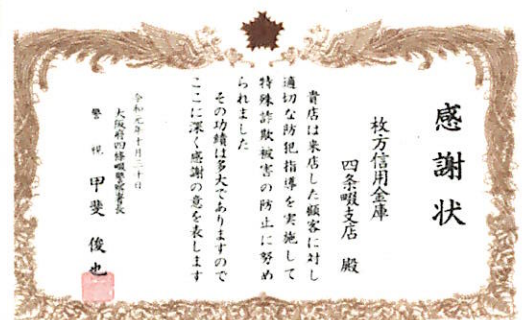 感謝状
枚方信用金庫
四条畷支店 殿
貴店は来店した顧客に対し
適切な防犯指導を実施して
特殊詐欺被害の防止に努め
られました
その功績は多大でありますので
ここに深く感謝の意を表します
令和元年十月三十日
大阪府四條畷警察署長
警視 甲斐 俊也